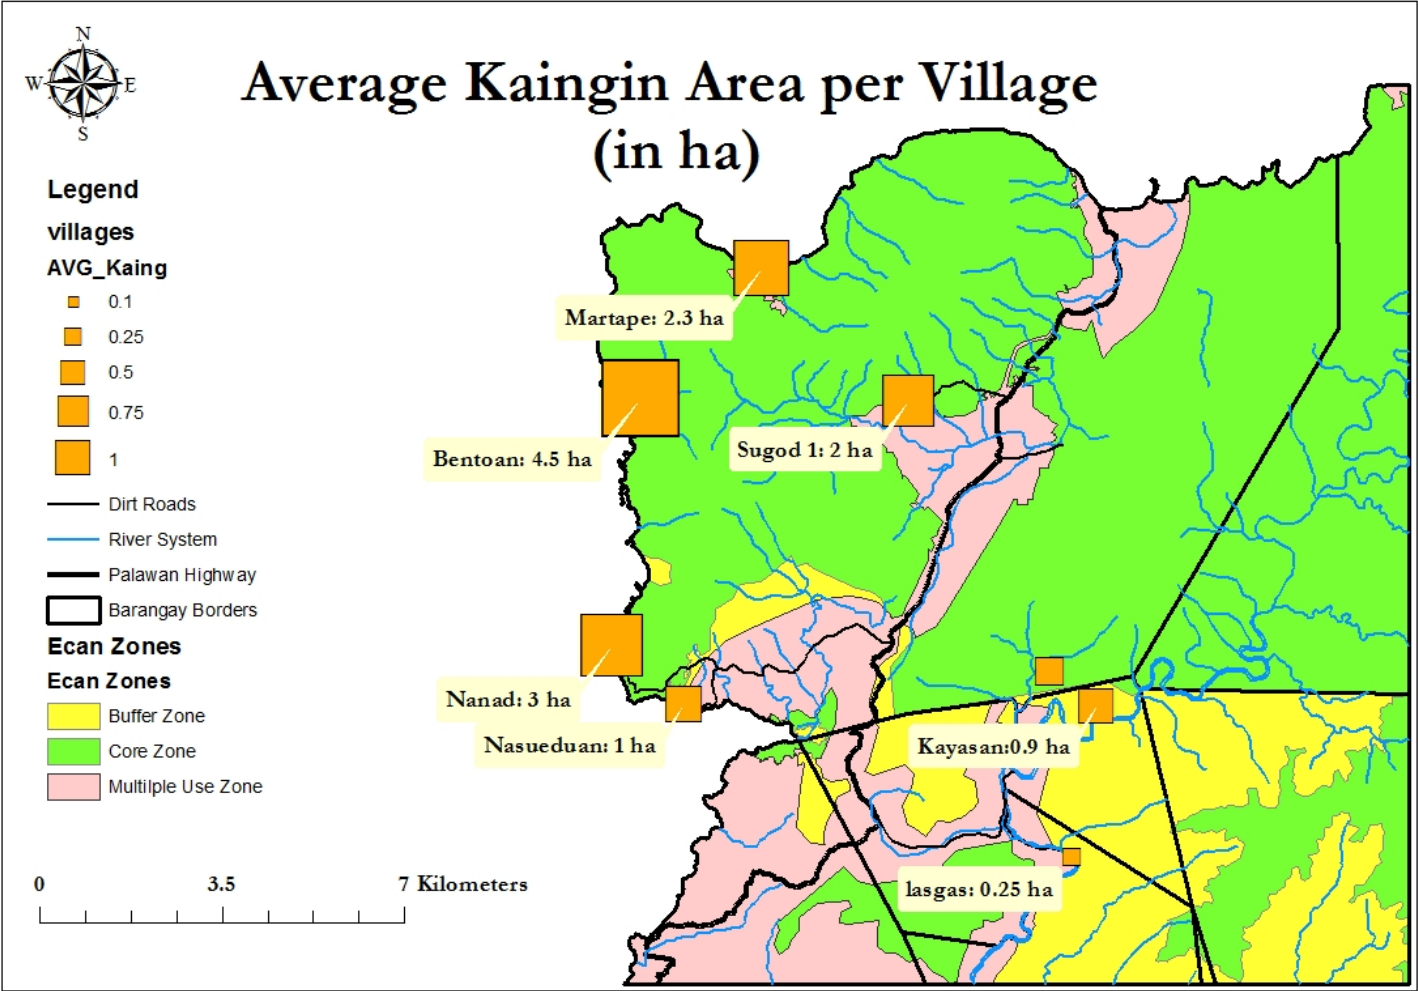 N
W E
S
Average Kaingin Area per Village
(in ha)
Legend
villages
AVG_Kaing
0.1
0.25
0.5
0.75
1
Dirt Roads
River System
Palawan Highway
Barangay Borders
Ecan Zones
Ecan Zones
Buffer Zone
Core Zone
Multilple Use Zone
0 3.5 7 Kilometers
Martape: 2.3 ha
Bentoan: 4.5 ha
Sugod 1: 2 ha
Nanad: 3 ha
Nasueduan: 1 ha
Kayasan:0.9 ha
lasgas: 0.25 ha